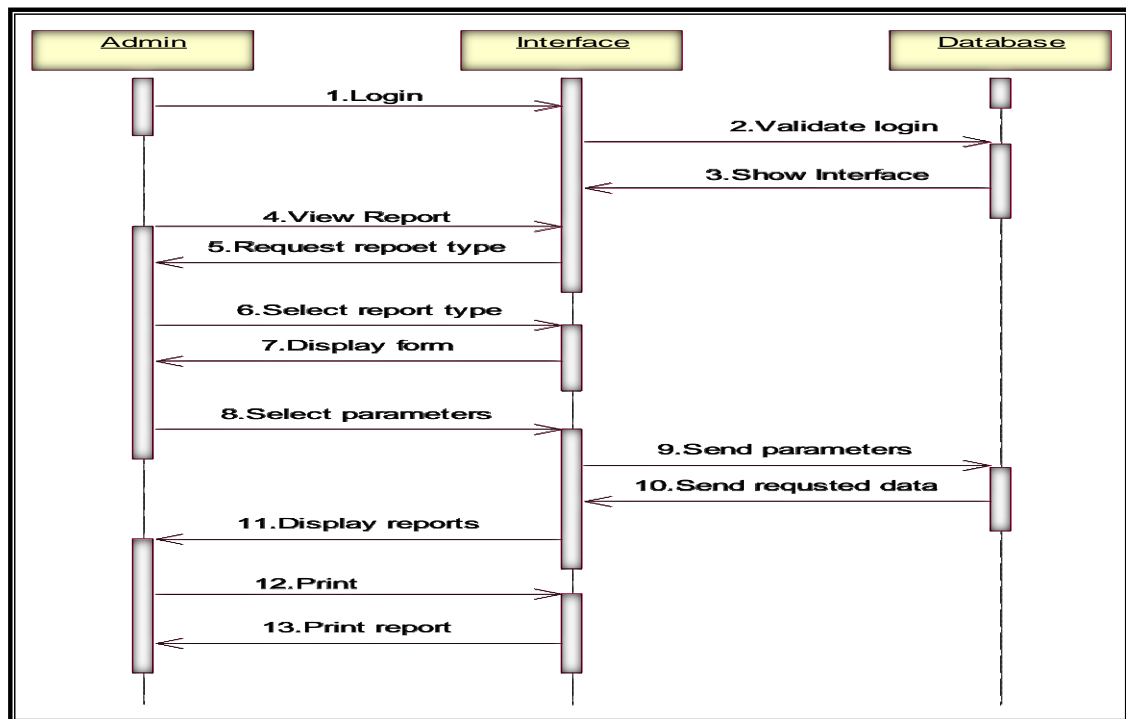 Admin
Interface
Database
1.Login
2.Validate login
3.Show Interface
4.View Report
5.Request repoet type
6.Select report type
7.Display form
8.Select parameters
9.Send parameters
10.Send requsted data
11.Display reports
12.Print
13.Print report